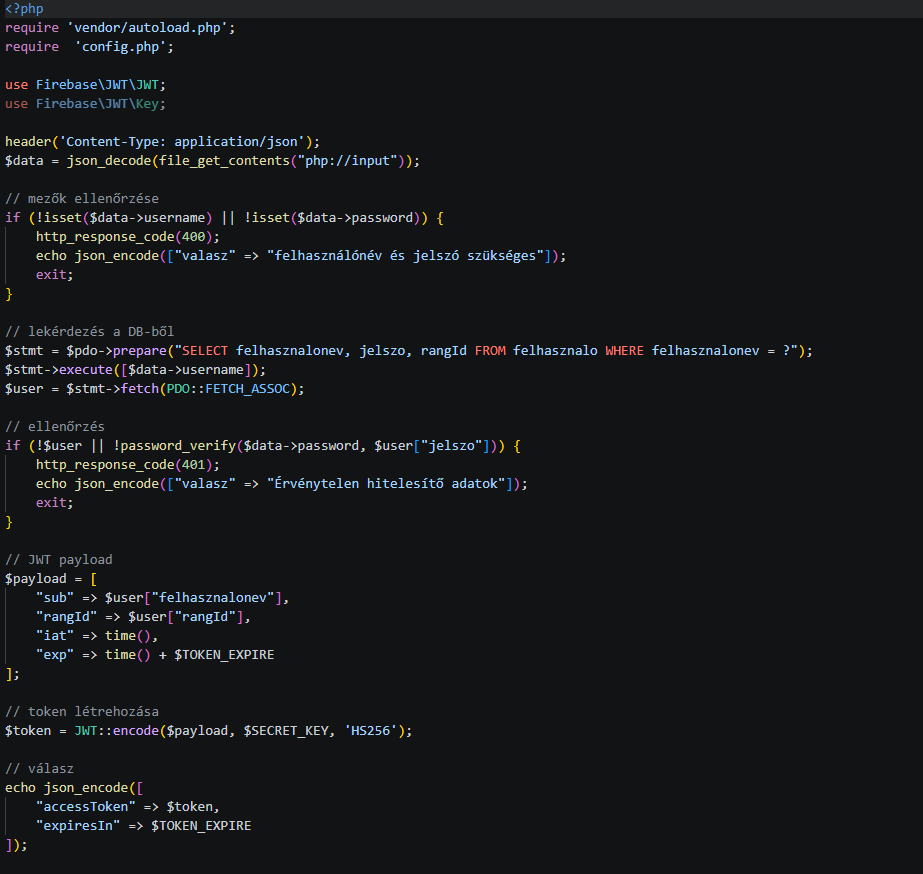 <?php
require 'vendor/autoload.php';
require  'config.php';
use Firebase\JWT\JWT;
use Firebase\JWT\Key;
header('Content-Type: application/json');
$data = json_decode(file_get_contents("php://input"));
// mezők ellenőrzése
if (!isset($data->username) || !isset($data->password)) {
    http_response_code(400);
    echo json_encode(["valasz" => "felhasználónév és jelszó szükséges"]);
    exit;
}
// lekérdezés a DB-ből
$stmt = $pdo->prepare("SELECT felhasznalonev, jelszo, rangId FROM felhasznalo WHERE felhasznalonev = ?");
$stmt->execute([$data->username]);
$user = $stmt->fetch(PDO::FETCH_ASSOC);
// ellenőrzés
if (!$user || !password_verify($data->password, $user["jelszo"])) {
    http_response_code(401);
    echo json_encode(["valasz" => "Érvénytelen hitelesítő adatok"]);
    exit;
}
// JWT payload
$payload = [
    "sub" => $user["felhasznalonev"],
    "rangId" => $user["rangId"],
    "iat" => time(),
    "exp" => time() + $TOKEN_EXPIRE
];
// token létrehozása
$token = JWT::encode($payload, $SECRET_KEY, 'HS256');
// válasz
echo json_encode([
    "accessToken" => $token,
    "expiresIn" => $TOKEN_EXPIRE
]);